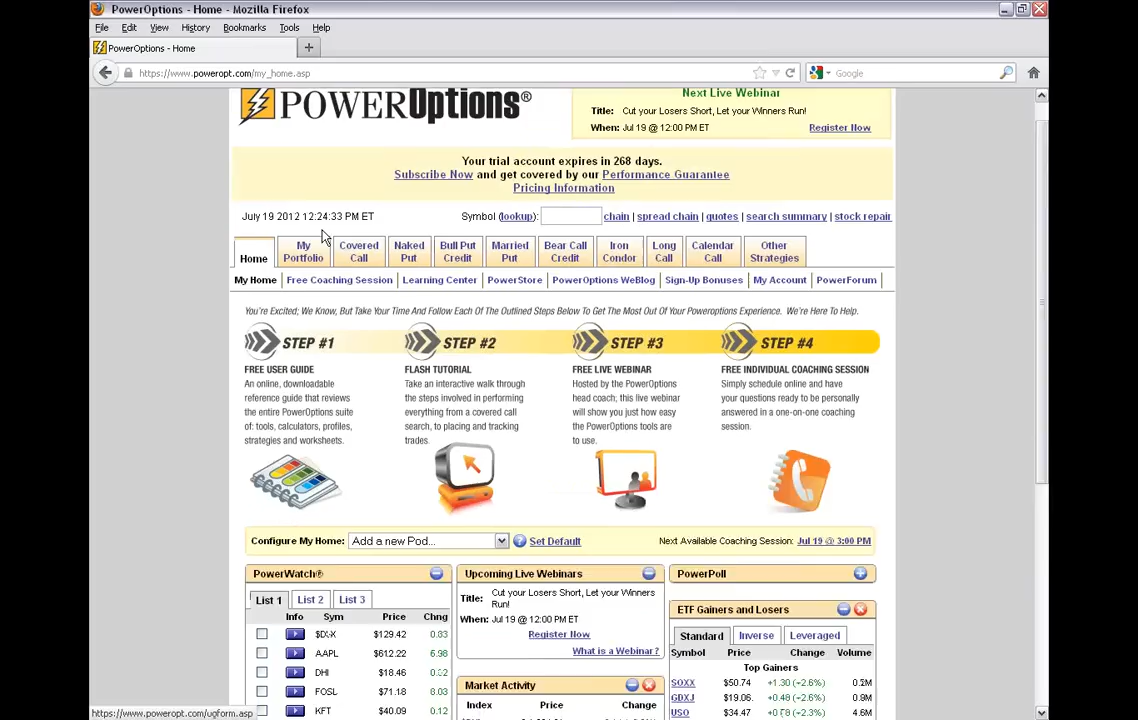 PowerOptions - Home - Mozilla Firefox
File Edit View History Bookmarks Tools Help
PowerOptions - Home
https://www.poweropt.com/my_home.asp
Google
POWEROptions®
Next Live Webinar
Title: Cut your Losers Short, Let your Winners Run!
When: Jul 19 @ 12:00 PM ET Register Now
Your trial account expires in 268 days.
Subscribe Now and get covered by our Performance Guarantee
Pricing Information
July 19 2012 12:24:33 PM ET Symbol (lookup): chain | spread chain | quotes | search summary | stock repair
Home
My Portfolio
Covered Call
Naked Put
Bull Put Credit
Married Put
Bear Call Credit
Iron Condor
Long Call
Calendar Call
Other Strategies
My Home | Free Coaching Session | Learning Center | PowerStore | PowerOptions WeBlog | Sign-Up Bonuses | My Account | PowerForum |
You're Excited; We Know, But Take Your Time And Follow Each Of The Outlined Steps Below To Get The Most Out Of Your Poweroptions Experience. We're Here To Help.
STEP #1
FREE USER GUIDE
An online, downloadable
reference guide that reviews
the entire PowerOptions suite
of: tools, calculators, profiles,
strategies and worksheets.
STEP #2
FLASH TUTORIAL
Take an interactive walk through
the steps involved in performing
everything from a covered call
search, to placing and tracking
trades.
STEP #3
FREE LIVE WEBINAR
Hosted by the PowerOptions
head coach; this live webinar
will show you just how easy
the PowerOptions tools are
to use.
STEP #4
FREE INDIVIDUAL COACHING SESSION
Simply schedule online and have
your questions ready to be personally
answered in a one-on-one coaching
session.
Configure My Home: Add a new Pod... Set Default Next Available Coaching Session: Jul 19 @ 3:00 PM
PowerWatch®
List 1 List 2 List 3
Info Sym Price Chng
$129.42
AAPL $612.22 6.98
DHI $18.46
FOSL $71.18
KFT $40.09 0.12
Upcoming Live Webinars
Title: Cut your Losers Short, Let your Winners
Run!
When: Jul 19 @ 12:00 PM ET
Register Now
What is a Webinar?
Market Activity
Index Price Change
PowerPoll
ETF Gainers and Losers
Standard Inverse Leveraged
Symbol Price Change Volume
Top Gainers
SOXX $50.74 +1.30 (+2.6%) 0.2M
GDXJ $19.06 +0.48 (+2.6%) 0.9M
USO $34.47 (+2.3%) 4.6M
https://www.poweropt.com/ugform.asp